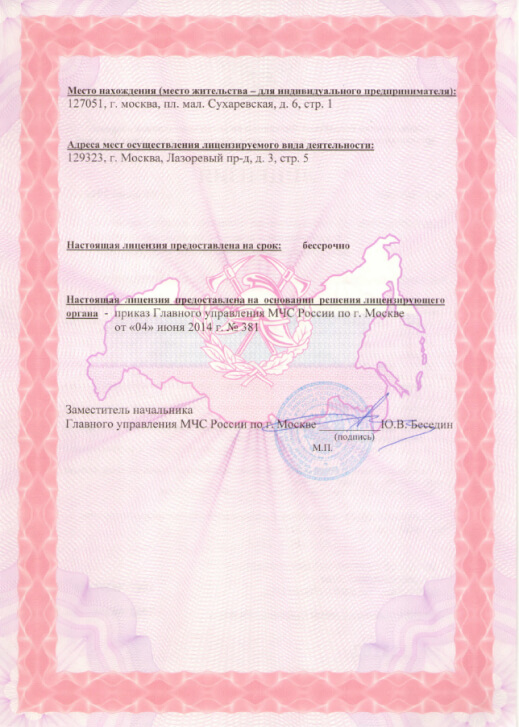 Место нахождения (место жительства – для индивидуального предпринимателя):
127051, г. москва, пл. мал. Сухаревская, д. 6, стр. 1
Адреса мест осуществления лицензируемого вида деятельности:
129323, г. Москва, Лазоревый пр-д, д. 3, стр. 5
Настоящая лицензия предоставлена на срок: бессрочно
Настоящая лицензия предоставлена на основании решения лицензирующего
органа - приказ Главного управления МЧС России по г. Москве
от «04» июня 2014 г. № 381
Заместитель начальника
Главного управления МЧС России по г. Москве Ю.В. Беседин
(подпись)
М.П.